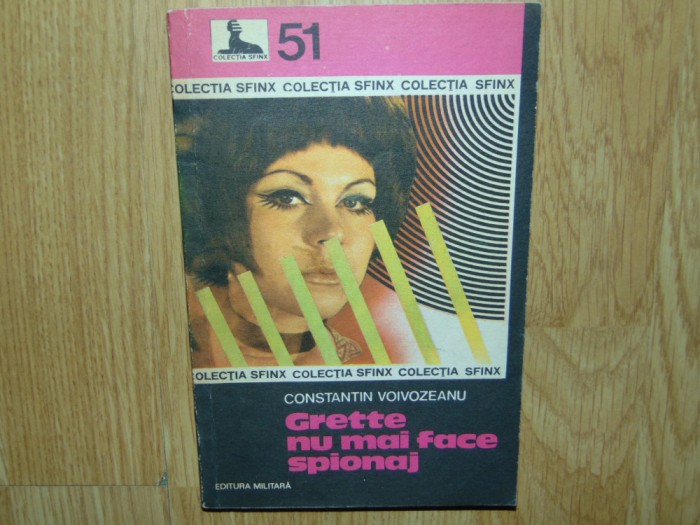 COLECȚIA SFINX
51
COLECȚIA SFINX COLECȚIA SFINX COLECȚIA SFINX
OLECȚIA SFINX COLECȚIA SFINX COLECȚIA SFINX
CONSTANTIN VOIVOZEANU
Grette
nu mai face
spionaj
EDITURA MILITARĂ